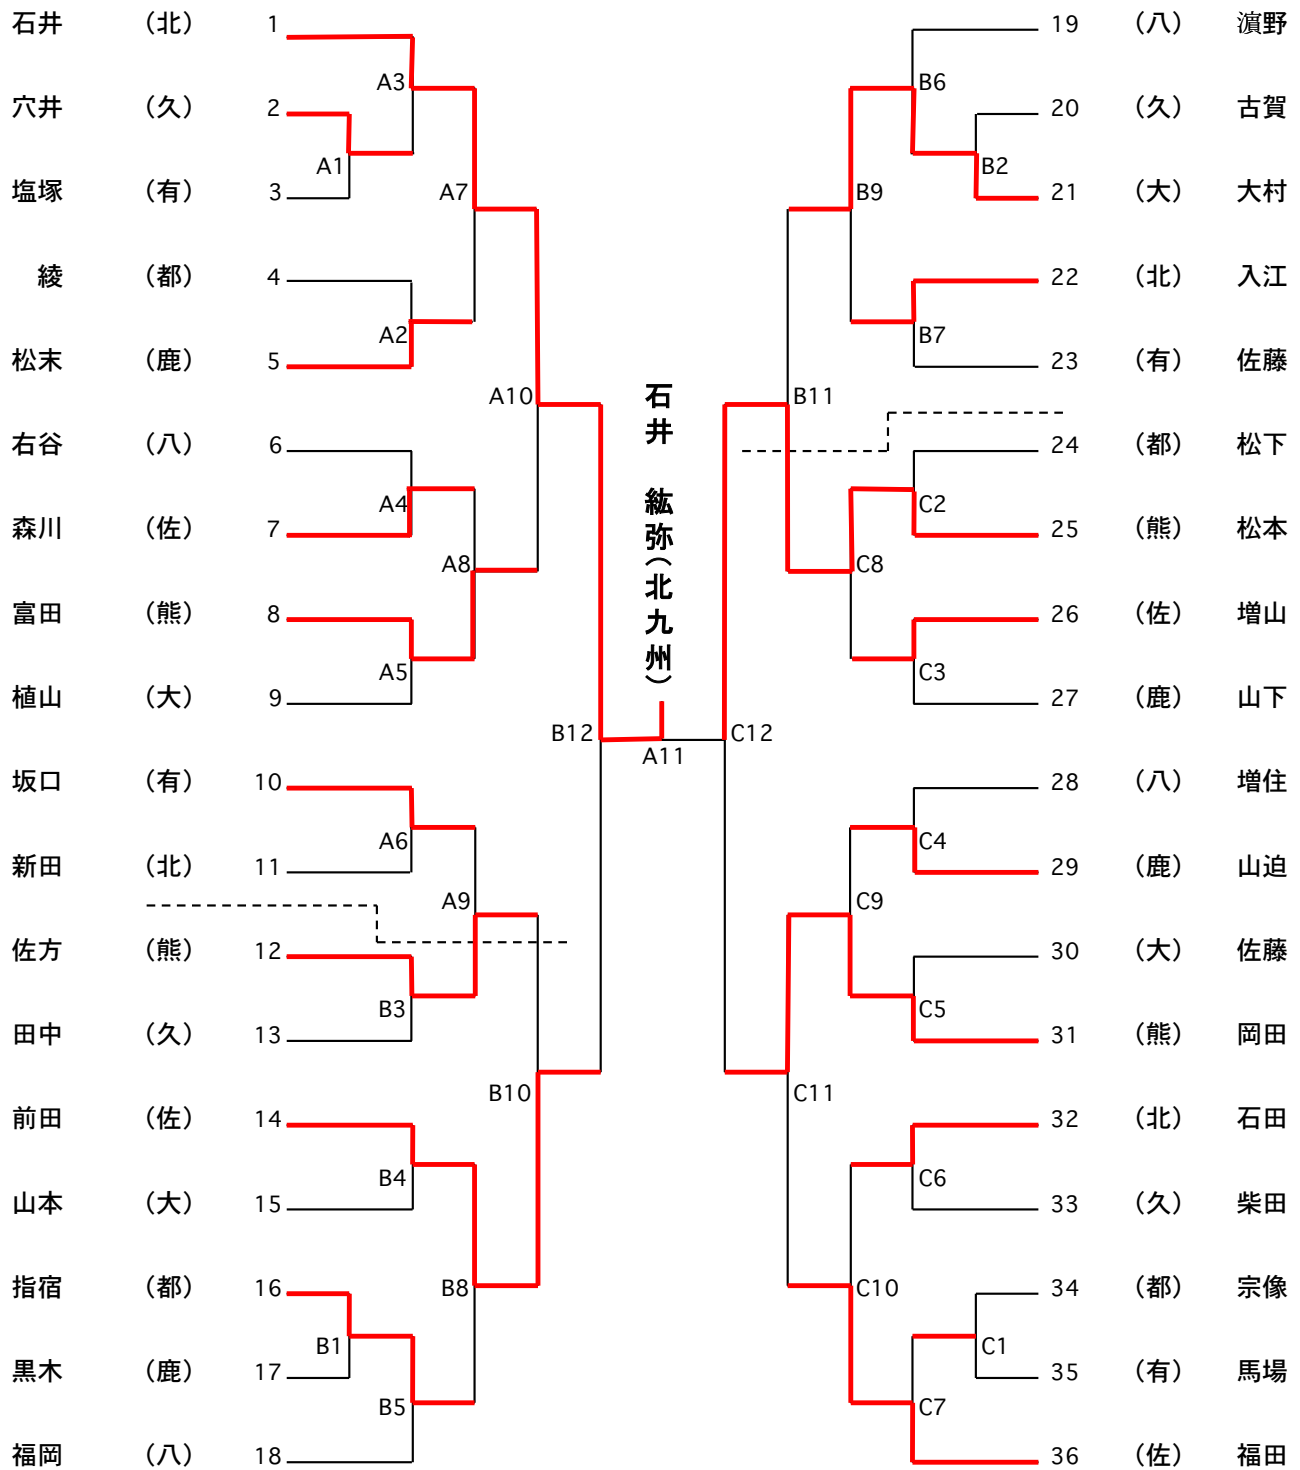 石井 （北） 1
穴井 （久） 2
塩塚 （有） 3
綾 （都） 4
松末 （鹿） 5
右谷 （八） 6
森川 （佐） 7
富田 （熊） 8
植山 （大） 9
坂口 （有） 10
新田 （北） 11
佐方 （熊） 12
田中 （久） 13
前田 （佐） 14
山本 （大） 15
指宿 （都） 16
黒木 （鹿） 17
福岡 （八） 18
A3
A1
A7
A2
A10
A4
A8
A5
B12
A6
A9
B3
B10
B4
B8
B1
B5
石井 紘弥（北九州）
A11
B6
B2
B9
B7
B11
C2
C8
C3
C12
C4
C9
C5
C11
C6
C10
C1
C7
19 （八） 濵野
20 （久） 古賀
21 （大） 大村
22 （北） 入江
23 （有） 佐藤
24 （都） 松下
25 （熊） 松本
26 （佐） 増山
27 （鹿） 山下
28 （八） 増住
29 （鹿） 山迫
30 （大） 佐藤
31 （熊） 岡田
32 （北） 石田
33 （久） 柴田
34 （都） 宗像
35 （有） 馬場
36 （佐） 福田